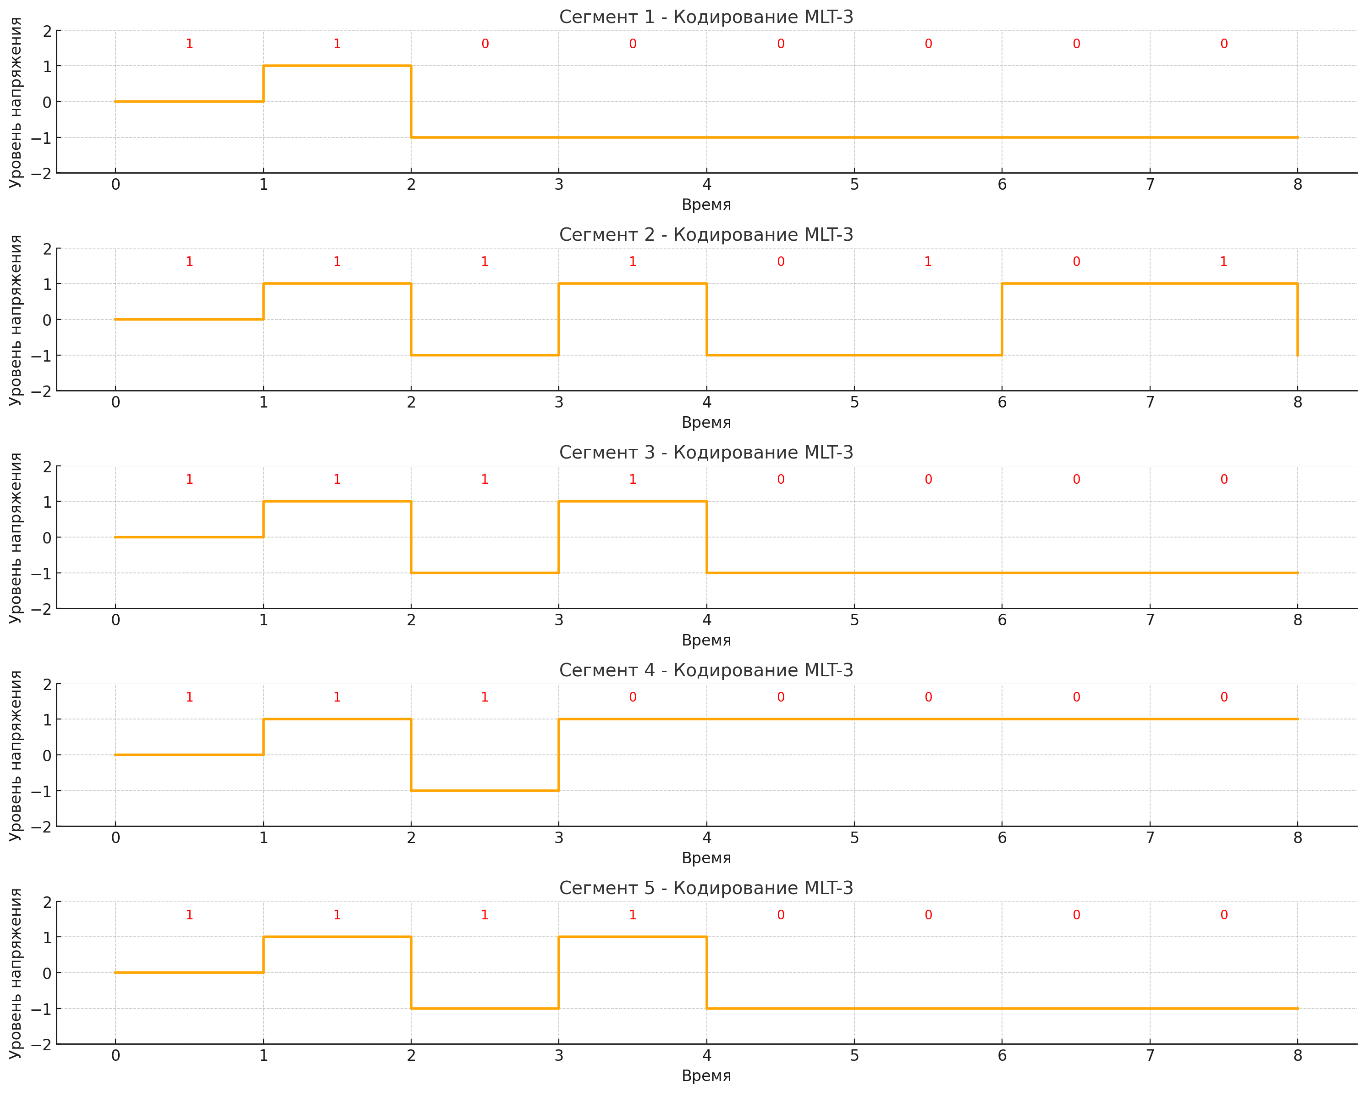 Сегмент 1 - Кодирование MLT-3
Уровень напряжения
2
1
0
−1
−2
1 1 0 0 0 0 0 0
0 1 2 3 4 5 6 7 8
Время
Сегмент 2 - Кодирование MLT-3
Уровень напряжения
2
1
0
−1
−2
1 1 1 1 0 1 0 1
0 1 2 3 4 5 6 7 8
Время
Сегмент 3 - Кодирование MLT-3
Уровень напряжения
2
1
0
−1
−2
1 1 1 1 0 0 0 0
0 1 2 3 4 5 6 7 8
Время
Сегмент 4 - Кодирование MLT-3
Уровень напряжения
2
1
0
−1
−2
1 1 1 0 0 0 0 0
0 1 2 3 4 5 6 7 8
Время
Сегмент 5 - Кодирование MLT-3
Уровень напряжения
2
1
0
−1
−2
1 1 1 1 0 0 0 0
0 1 2 3 4 5 6 7 8
Время